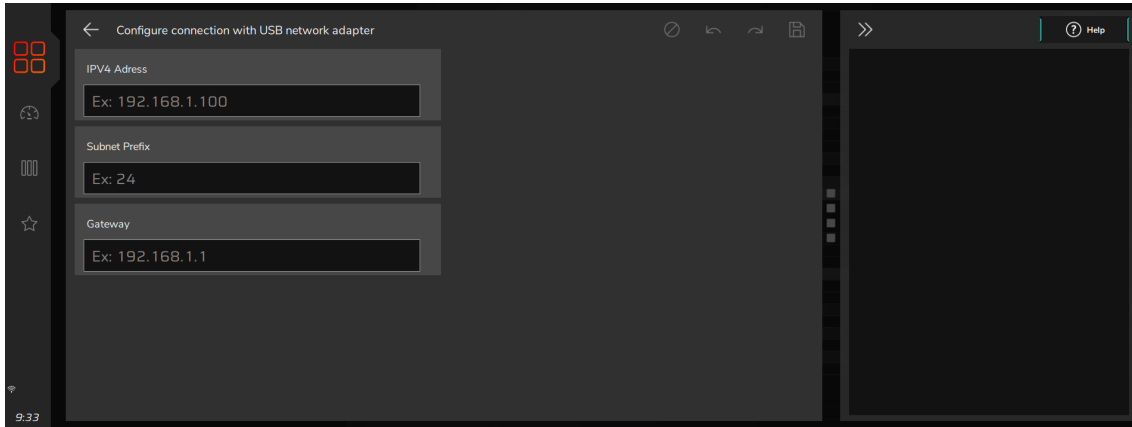 Configure connection with USB network adapter
Help
IPV4 Adress
Ex: 192.168.1.100
Subnet Prefix
Ex: 24
Gateway
Ex: 192.168.1.1
9:33